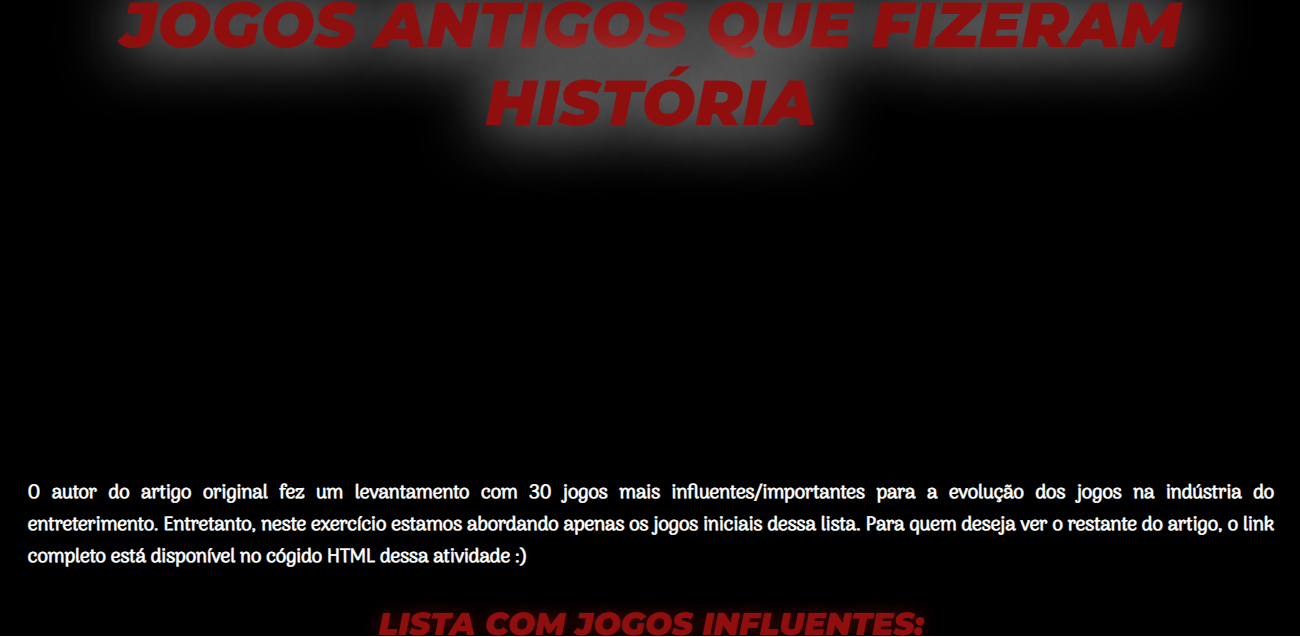 JOGOS ANTIGOS QUE FIZERAM
HISTÓRIA
O autor do artigo original fez um levantamento com 30 jogos mais influentes/importantes para a evolução dos jogos na indústria do
entreterimento. Entretanto, neste exercício estamos abordando apenas os jogos iniciais dessa lista. Para quem deseja ver o restante do artigo, o link
completo está disponível no cógido HTML dessa atividade :)
LISTA COM JOGOS INFLUENTES: